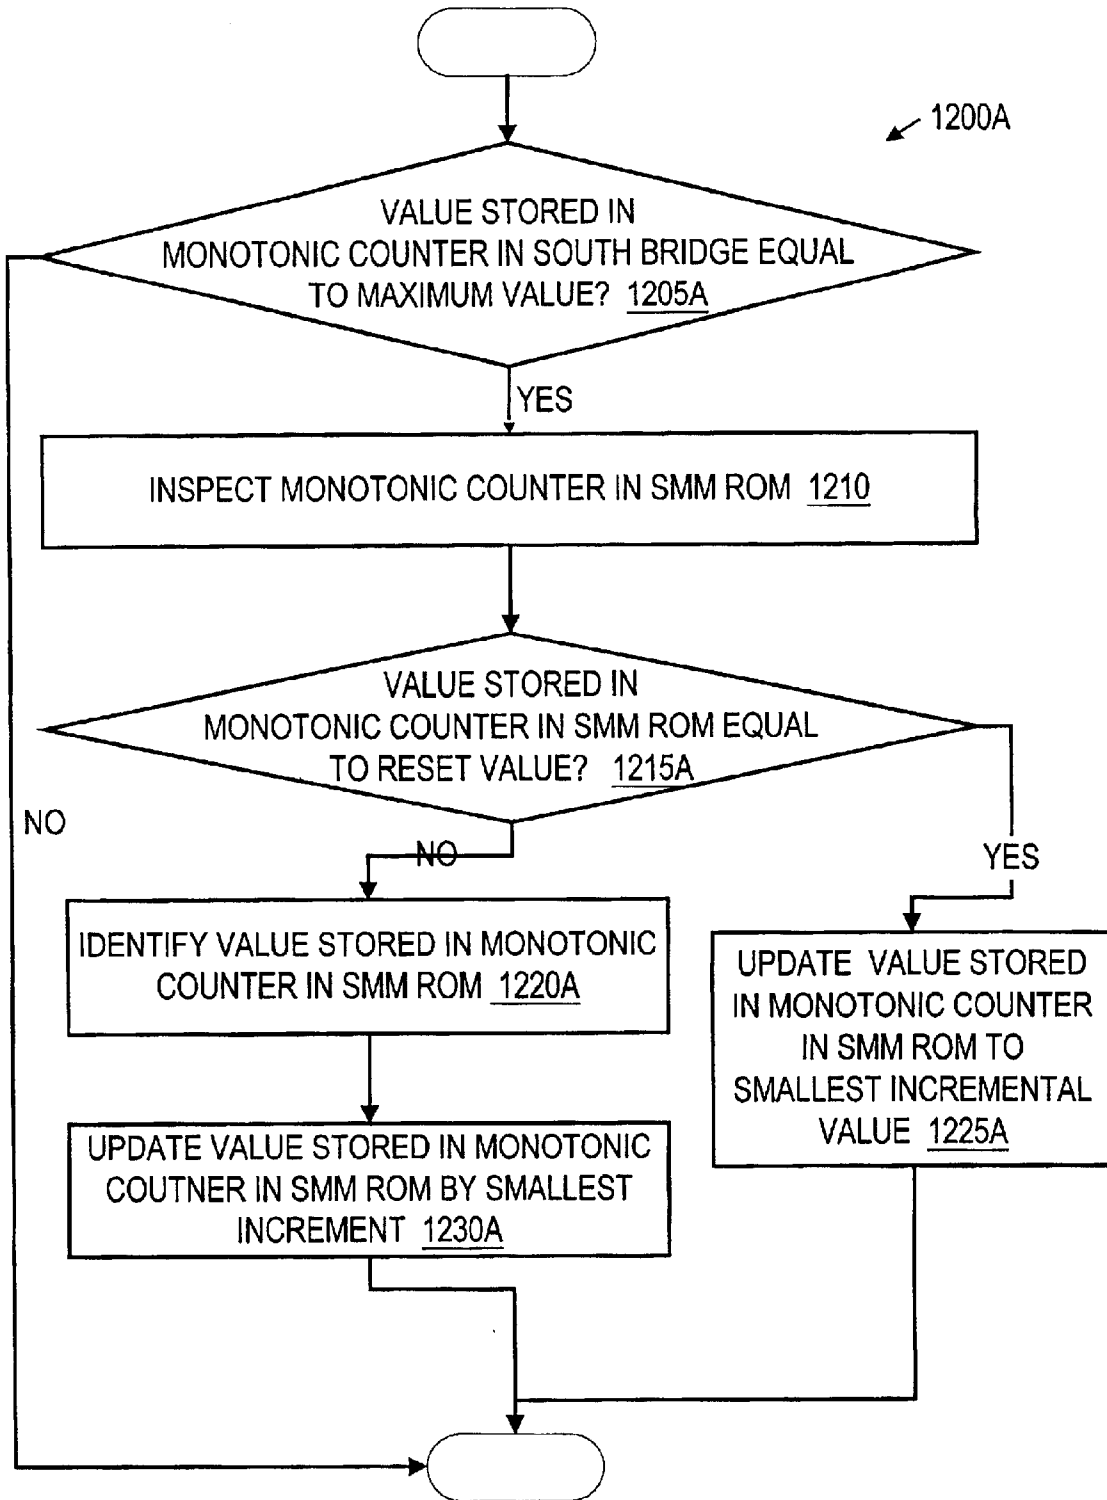 1200A
VALUE STORED IN
MONOTONIC COUNTER IN SOUTH BRIDGE EQUAL
TO MAXIMUM VALUE? 1205A
YES
INSPECT MONOTONIC COUNTER IN SMM ROM 1210
VALUE STORED IN
MONOTONIC COUNTER IN SMM ROM EQUAL
TO RESET VALUE? 1215A
NO
NO
YES
IDENTIFY VALUE STORED IN MONOTONIC
COUNTER IN SMM ROM 1220A
UPDATE VALUE STORED
IN MONOTONIC COUNTER
IN SMM ROM TO
SMALLEST INCREMENTAL
VALUE 1225A
UPDATE VALUE STORED IN MONOTONIC
COUTNER IN SMM ROM BY SMALLEST
INCREMENT 1230A